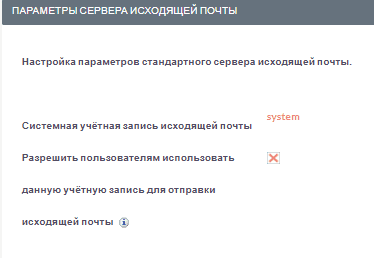 ПАРАМЕТРЫ СЕРВЕРА ИСХОДЯЩЕЙ ПОЧТЫ
Настройка параметров стандартного сервера исходящей почты.
Системная учётная запись исходящей почты system
Разрешить пользователям использовать
данную учётную запись для отправки
исходящей почты